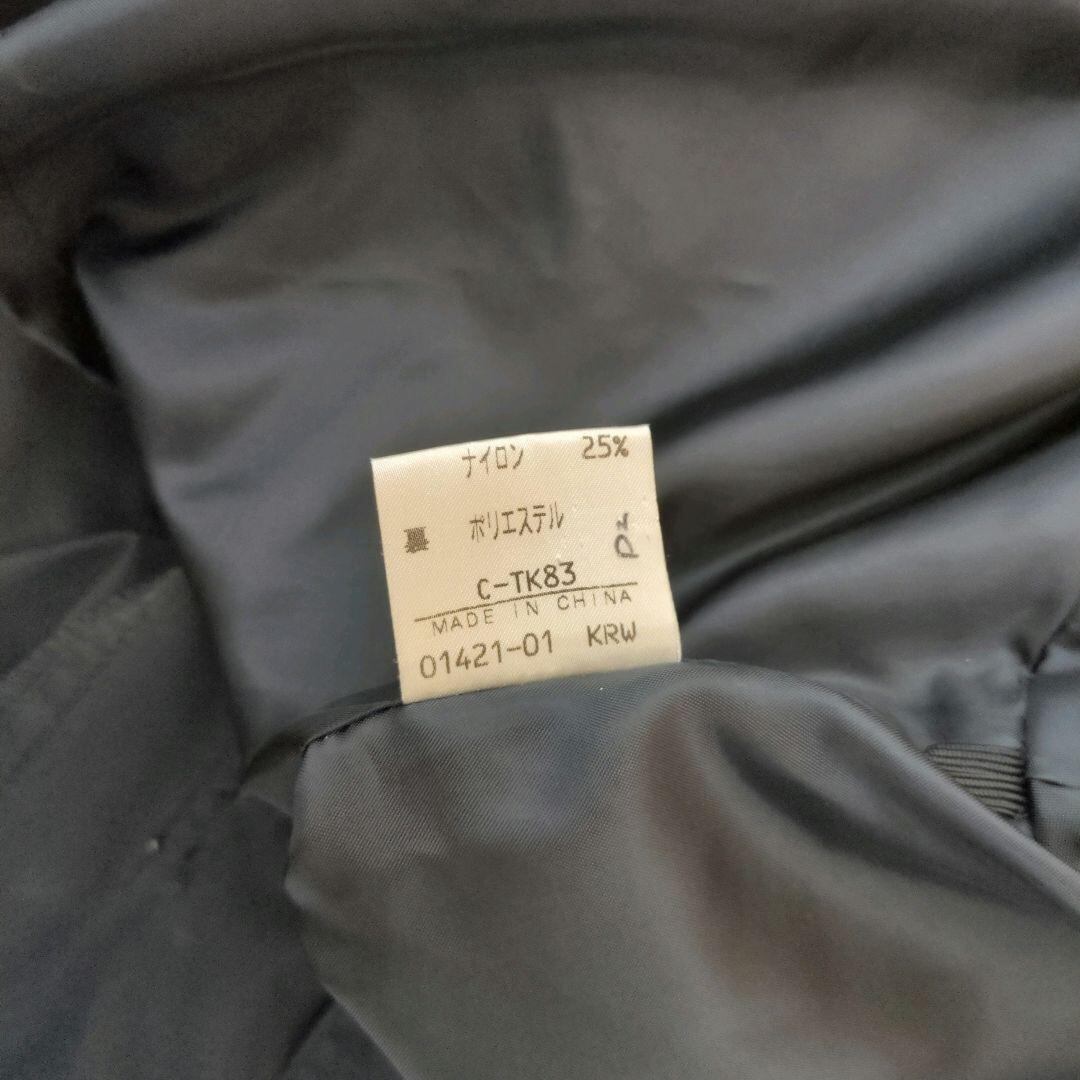 ナイロン 25%
裏 ポリエステル
C-TK83
MADE IN CHINA
01421-01 KRW